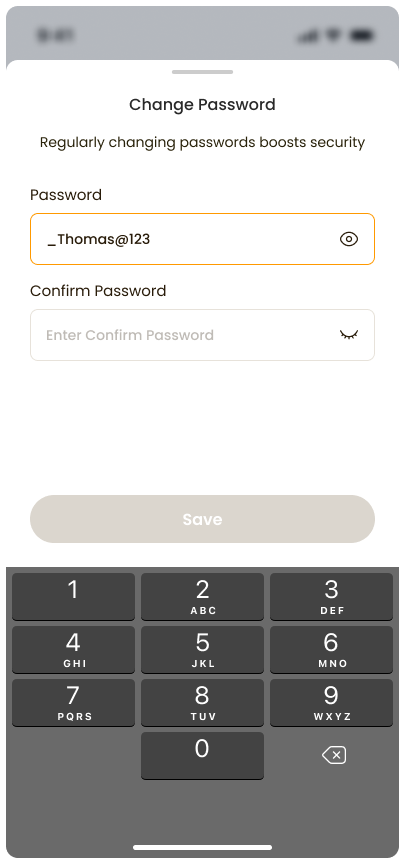 9:41
Change Password
Regularly changing passwords boosts security
Password
_Thomas@123
Confirm Password
Enter Confirm Password
Save
1
2
ABC
3
DEF
4
GHI
5
JKL
6
MNO
7
PQRS
8
TUV
9
WXYZ
0